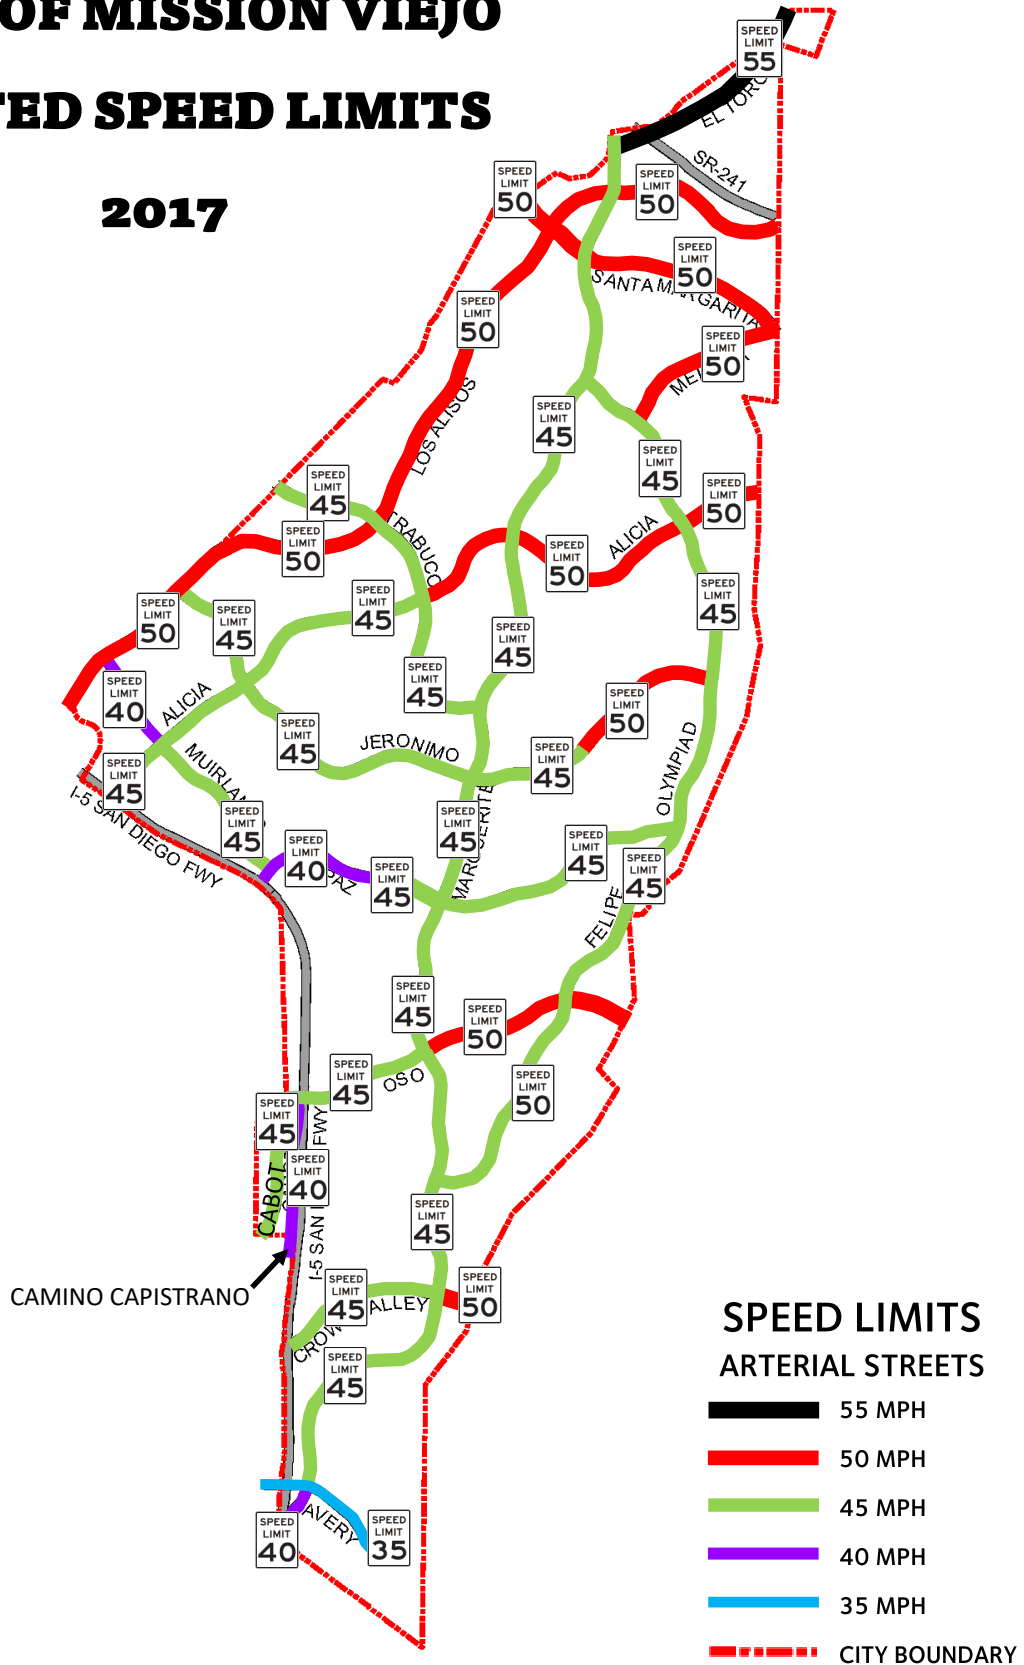 OF MISSION VIEJO
TED SPEED LIMITS
2017
SPEED
LIMIT
55
EL TORO
SR-241
SPEED
LIMIT
50
SPEED
LIMIT
50
SPEED
LIMIT
50
SANTA MARGARITA
SPEED
LIMIT
50
SPEED
LIMIT
50
LOS ALISOS
SPEED
LIMIT
45
SPEED
LIMIT
45
SPEED
LIMIT
45
SPEED
LIMIT
50
TRABUCO
SPEED
LIMIT
50
ALICIA
SPEED
LIMIT
50
SPEED
LIMIT
45
SPEED
LIMIT
45
SPEED
LIMIT
50
SPEED
LIMIT
45
SPEED
LIMIT
45
SPEED
LIMIT
45
SPEED
LIMIT
40
ALICIA
SPEED
LIMIT
50
SPEED
LIMIT
45
JERONIMO
OLYMPIAD
SPEED
LIMIT
45
SPEED
LIMIT
45
MUIRLAN
I-5 SAN DIEGO FWY
SPEED
LIMIT
45
SPEED
LIMIT
40
PAZ
SPEED
LIMIT
45
SPEED
LIMIT
45
MARGUERITE
SPEED
LIMIT
45
SPEED
LIMIT
45
FELIPE
SPEED
LIMIT
45
SPEED
LIMIT
50
OSO
SPEED
LIMIT
45
SPEED
LIMIT
50
SPEED
LIMIT
45
FWY
SPEED
LIMIT
40
CABOT
I-5 SAN
SPEED
LIMIT
45
CAMINO CAPISTRANO
SPEED
LIMIT
45
ALLEY
SPEED
LIMIT
50
CROW
SPEED
LIMIT
45
AVERY
SPEED
LIMIT
40
SPEED
LIMIT
35
SPEED LIMITS
ARTERIAL STREETS
55 MPH
50 MPH
45 MPH
40 MPH
35 MPH
CITY BOUNDARY